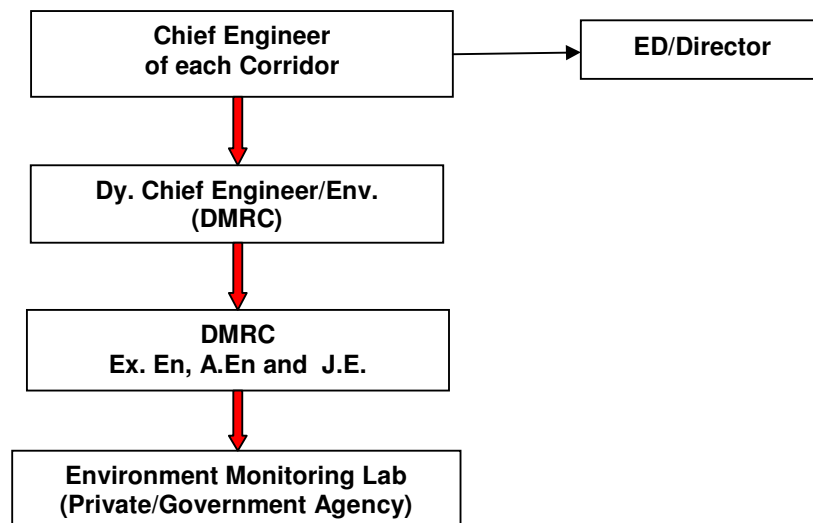 Chief Engineer
of each Corridor
ED/Director
Dy. Chief Engineer/Env.
(DMRC)
DMRC
Ex. En, A.En and J.E.
Environment Monitoring Lab
(Private/Government Agency)